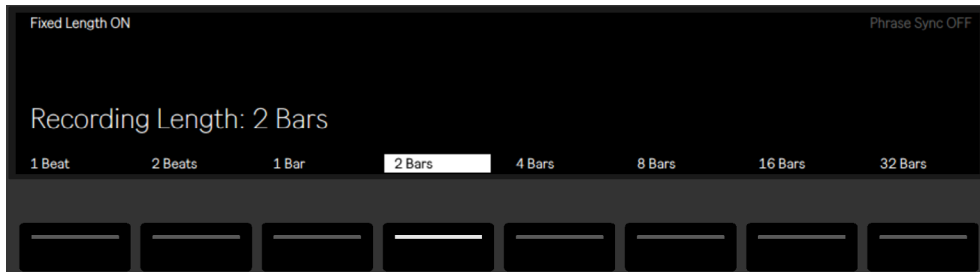 Fixed Length ON
Phrase Sync OFF
Recording Length: 2 Bars
1 Beat 2 Beats 1 Bar 2 Bars 4 Bars 8 Bars 16 Bars 32 Bars